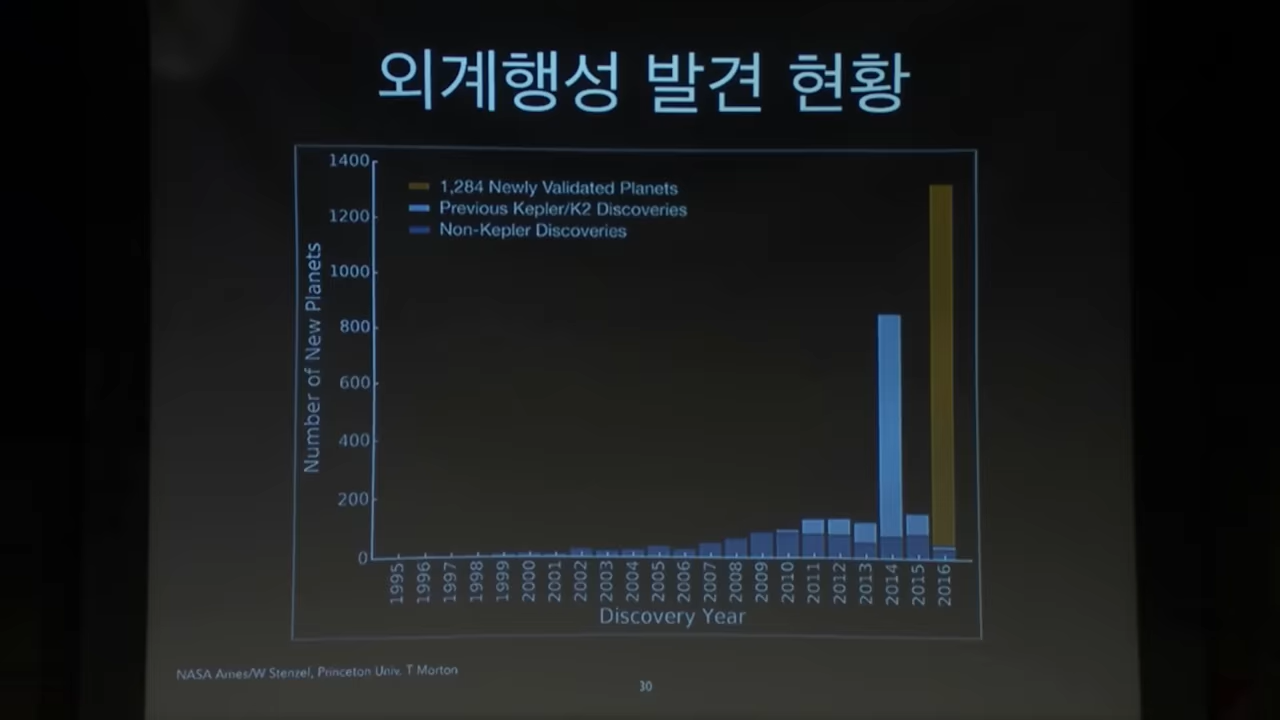 외계행성 발견 현황
1400
1200
1000
800
600
400
200
0
Number of New Planets
1,284 Newly Validated Planets
Previous Kepler/K2 Discoveries
Non-Kepler Discoveries
1995 1996 1997 1998 1999 2000 2001 2002 2003 2004 2005 2006 2007 2008 2009 2010 2011 2012 2013 2014 2015 2016
Discovery Year
NASA Ames/W Stenzel, Princeton Univ. T Morton
30